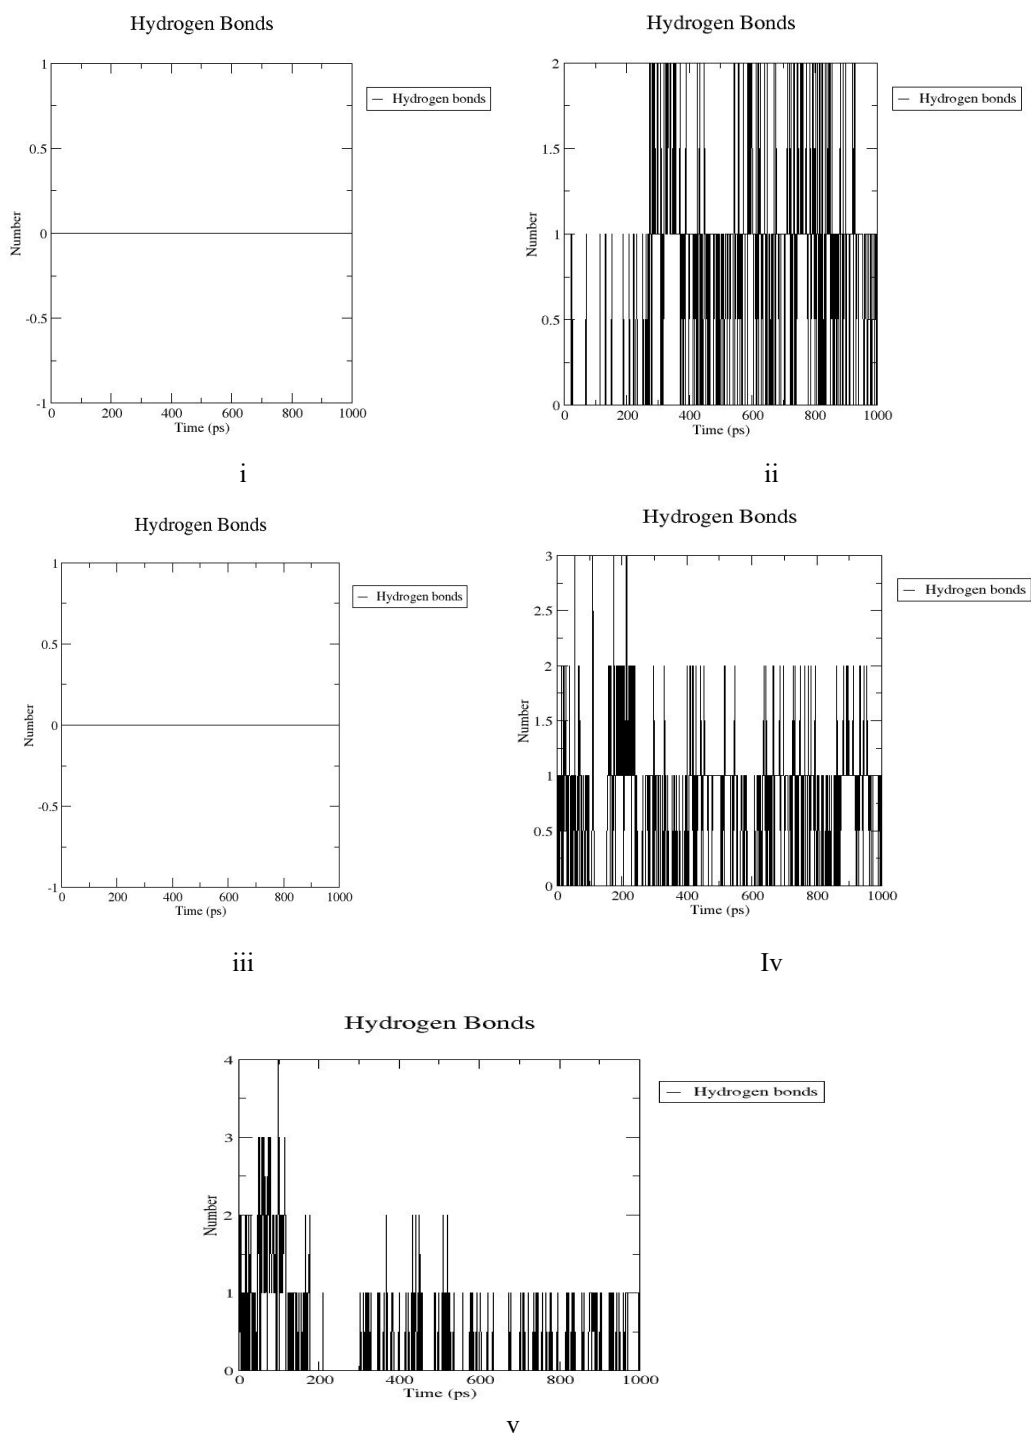 Hydrogen Bonds
1
0.5
0
-0.5
-1
Number
0 200 400 600 800 1000
Time (ps)
Hydrogen bonds
i
Hydrogen Bonds
2
1.5
1
0.5
0
Number
0 200 400 600 800 1000
Time (ps)
Hydrogen bonds
ii
Hydrogen Bonds
1
0.5
0
-0.5
-1
Number
0 200 400 600 800 1000
Time (ps)
Hydrogen bonds
iii
Hydrogen Bonds
3
2.5
2
1.5
1
0.5
0
Number
0 200 400 600 800 1000
Time (ps)
Hydrogen bonds
Iv
Hydrogen Bonds
4
3
2
1
0
Number
0 200 400 600 800 1000
Time (ps)
Hydrogen bonds
v